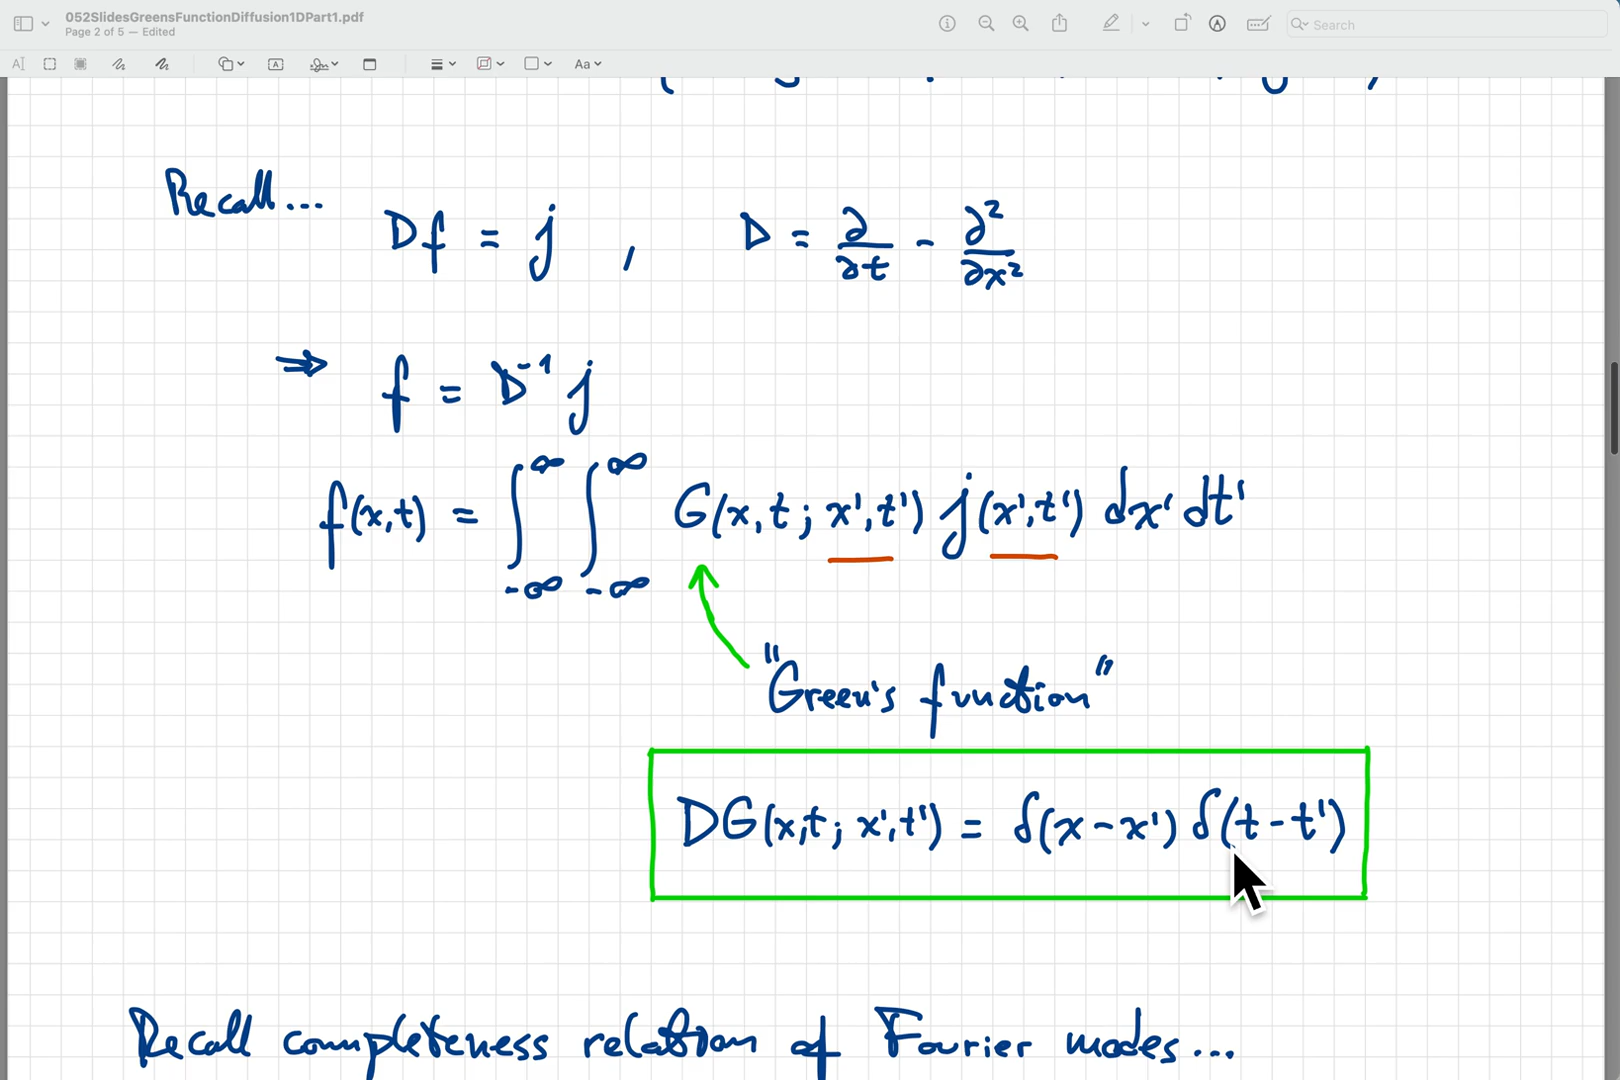 052SlidesGreensFunctionDiffusion1DPart1.pdf
Page 2 of 5 — Edited
Search
Aa
Recall...
Df = j , D = ∂/∂t - ∂²/∂x²
⇒ f = D⁻¹ j
f(x,t) = ∫_{-∞}^{∞} ∫_{-∞}^{∞} G(x,t; x',t') j(x',t') dx' dt'
"Green's function"
DG(x,t; x',t') = δ(x-x') δ(t-t')
Recall completeness relation of Fourier modes...